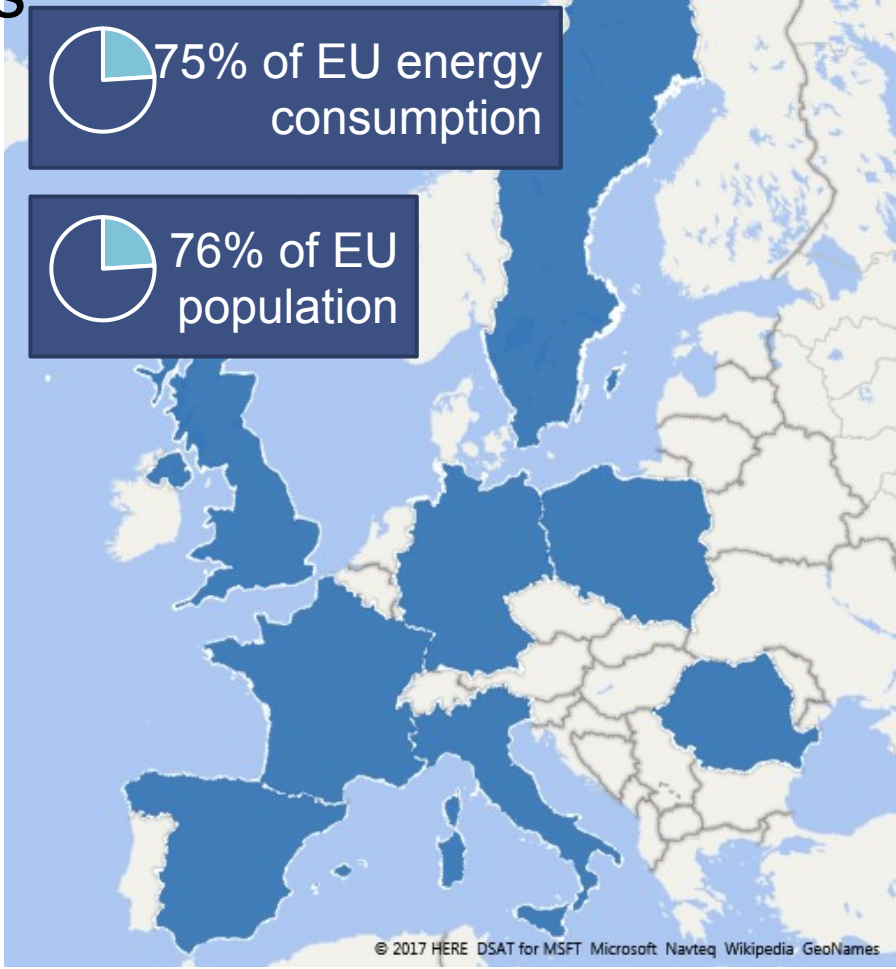 75% of EU energy
consumption
76% of EU
population
© 2017 HERE DSAT for MSFT Microsoft Navteq Wikipedia GeoNames